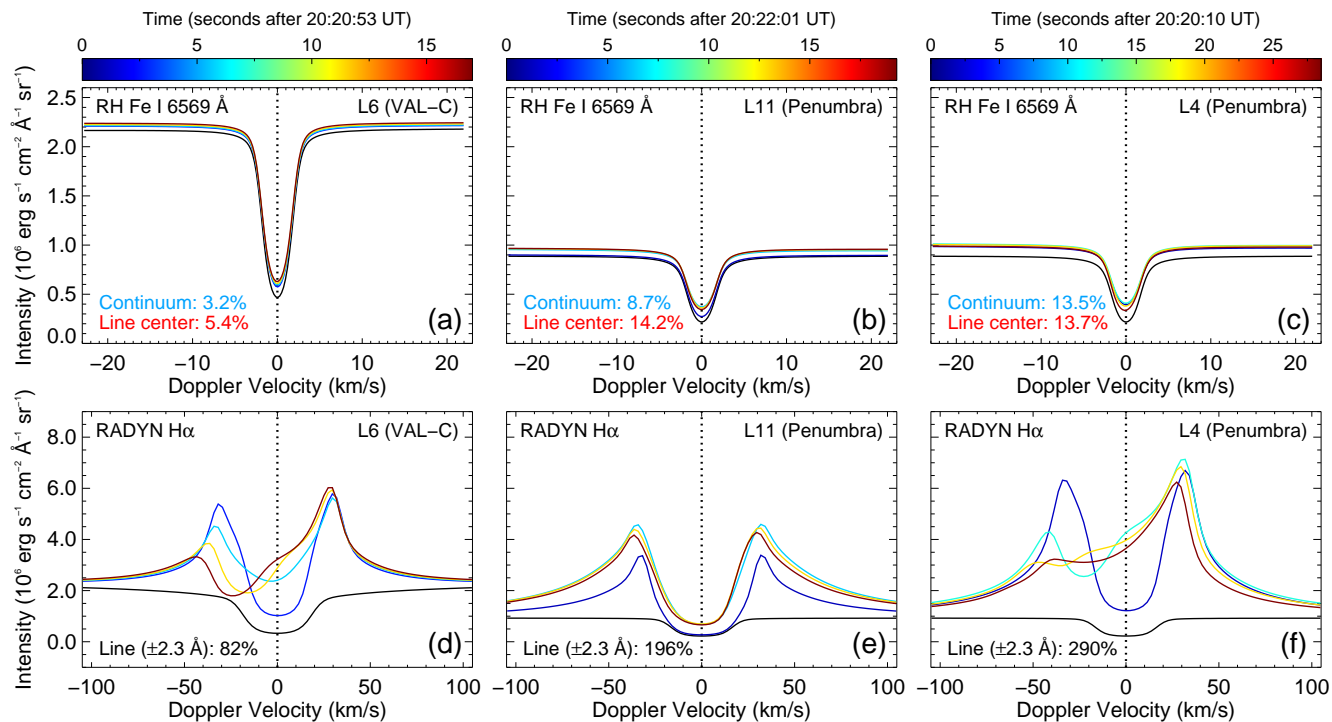 Time (seconds after 20:20:53 UT)
0 5 10 15
Time (seconds after 20:22:01 UT)
0 5 10 15
Time (seconds after 20:20:10 UT)
0 5 10 15 20 25
Intensity (10⁶ erg s⁻¹ cm⁻² Å⁻¹ sr⁻¹)
2.5
2.0
1.5
1.0
0.5
0.0
RH Fe I 6569 Å
L6 (VAL−C)
Continuum: 3.2%
Line center: 5.4%
(a)
−20 −10 0 10 20
Doppler Velocity (km/s)
RH Fe I 6569 Å
L11 (Penumbra)
Continuum: 8.7%
Line center: 14.2%
(b)
−20 −10 0 10 20
Doppler Velocity (km/s)
RH Fe I 6569 Å
L4 (Penumbra)
Continuum: 13.5%
Line center: 13.7%
(c)
−20 −10 0 10 20
Doppler Velocity (km/s)
Intensity (10⁶ erg s⁻¹ cm⁻² Å⁻¹ sr⁻¹)
8.0
6.0
4.0
2.0
0.0
RADYN Hα
L6 (VAL−C)
Line (±2.3 Å): 82%
(d)
−100 −50 0 50 100
Doppler Velocity (km/s)
RADYN Hα
L11 (Penumbra)
Line (±2.3 Å): 196%
(e)
−100 −50 0 50 100
Doppler Velocity (km/s)
RADYN Hα
L4 (Penumbra)
Line (±2.3 Å): 290%
(f)
−100 −50 0 50 100
Doppler Velocity (km/s)